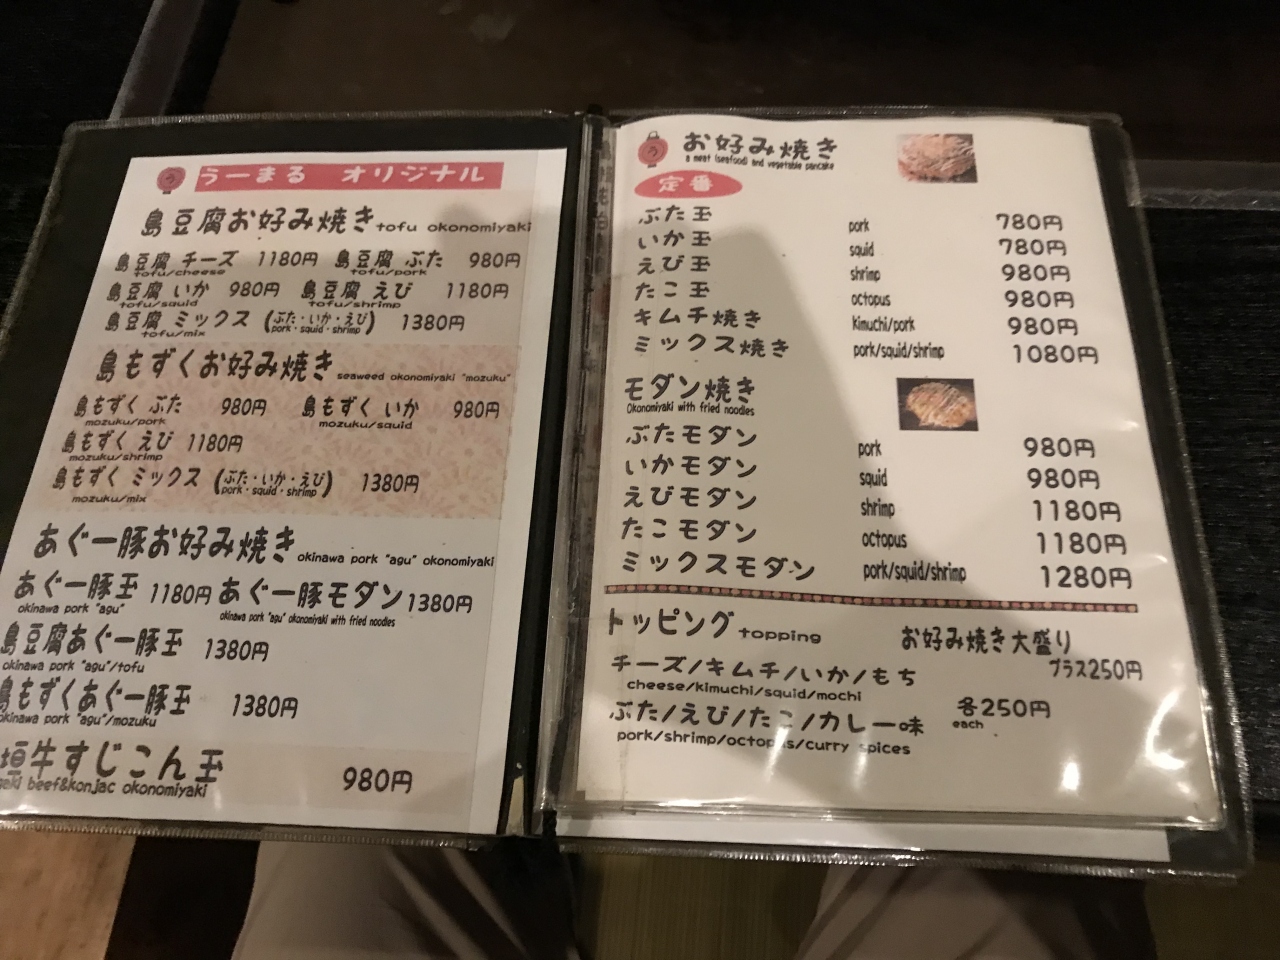 うーまる オリジナル
島豆腐お好み焼き tofu okonomiyaki
島豆腐 チーズ 1180円 島豆腐 ぶた 980円
tofu/cheese tofu/pork
島豆腐 いか 980円 島豆腐 えび 1180円
tofu/squid tofu/shrimp
島豆腐 ミックス (ぶた・いか・えび) 1380円
tofu/mix pork・squid・shrimp
島もずくお好み焼き seaweed okonomiyaki "mozuku"
島もずく ぶた 980円 島もずく いか 980円
mozuku/pork mozuku/squid
島もずく えび 1180円
mozuku/shrimp
島もずく ミックス (ぶた・いか・えび) 1380円
mozuku/mix pork・squid・shrimp
あぐー豚お好み焼き okinawa pork "agu" okonomiyaki
あぐー豚玉 1180円 あぐー豚モダン 1380円
okinawa pork "agu" okinawa pork "agu" okonomiyaki with fried noodles
島豆腐あぐー豚玉 1380円
okinawa pork "agu"/tofu
島もずくあぐー豚玉 1380円
okinawa pork "agu"/mozuku
垣牛すじこん玉 980円
beef&konjac okonomiyaki
う
お好み焼き
a meat (seafood) and vegetable pancake
定番
ぶた玉 pork 780円
いか玉 squid 780円
えび玉 shrimp 980円
たこ玉 octopus 980円
キムチ焼き kimuchi/pork 980円
ミックス焼き pork/squid/shrimp 1080円
モダン焼き
Okonomiyaki with fried noodles
ぶたモダン pork 980円
いかモダン squid 980円
えびモダン shrimp 1180円
たこモダン octopus 1180円
ミックスモダン pork/squid/shrimp 1280円
トッピング topping お好み焼き大盛り
プラス250円
チーズ/キムチ/いか/もち
cheese/kimuchi/squid/mochi
ぶた/えび/たこ/カレー味 各250円
pork/shrimp/octopus/curry spices each